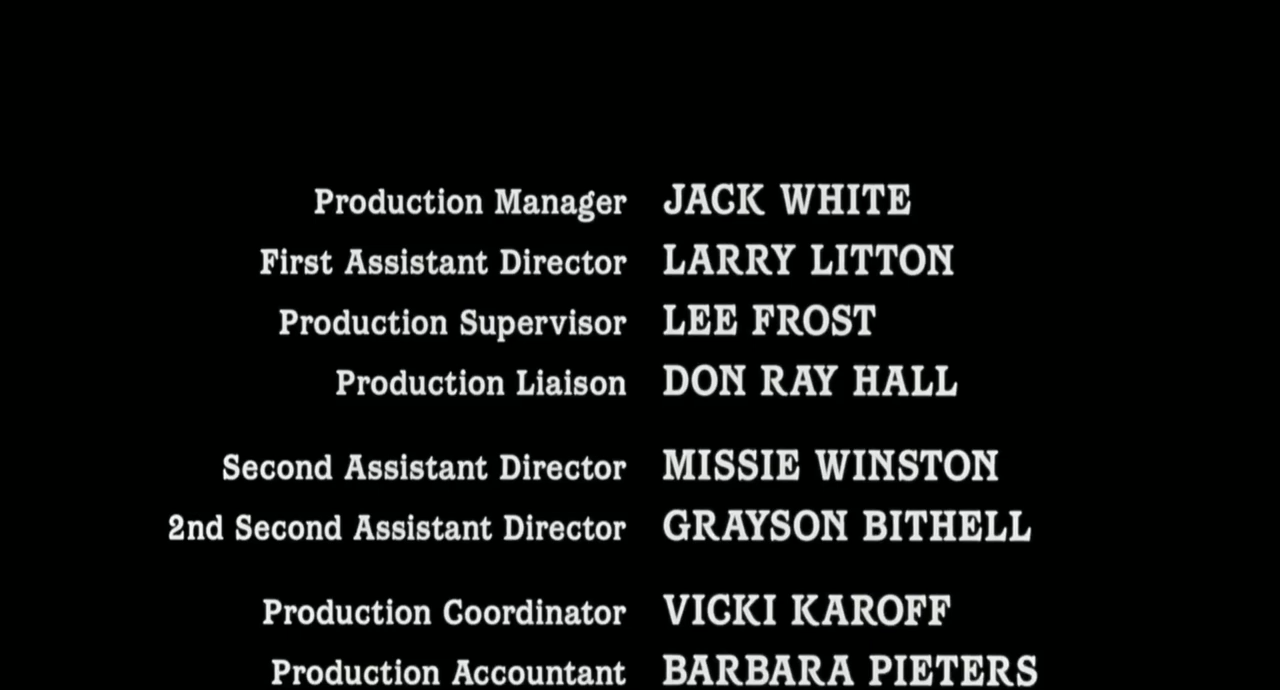 Production Manager JACK WHITE
First Assistant Director LARRY LITTON
Production Supervisor LEE FROST
Production Liaison DON RAY HALL
Second Assistant Director MISSIE WINSTON
2nd Second Assistant Director GRAYSON BITHELL
Production Coordinator VICKI KAROFF
Production Accountant BARBARA PIETERS